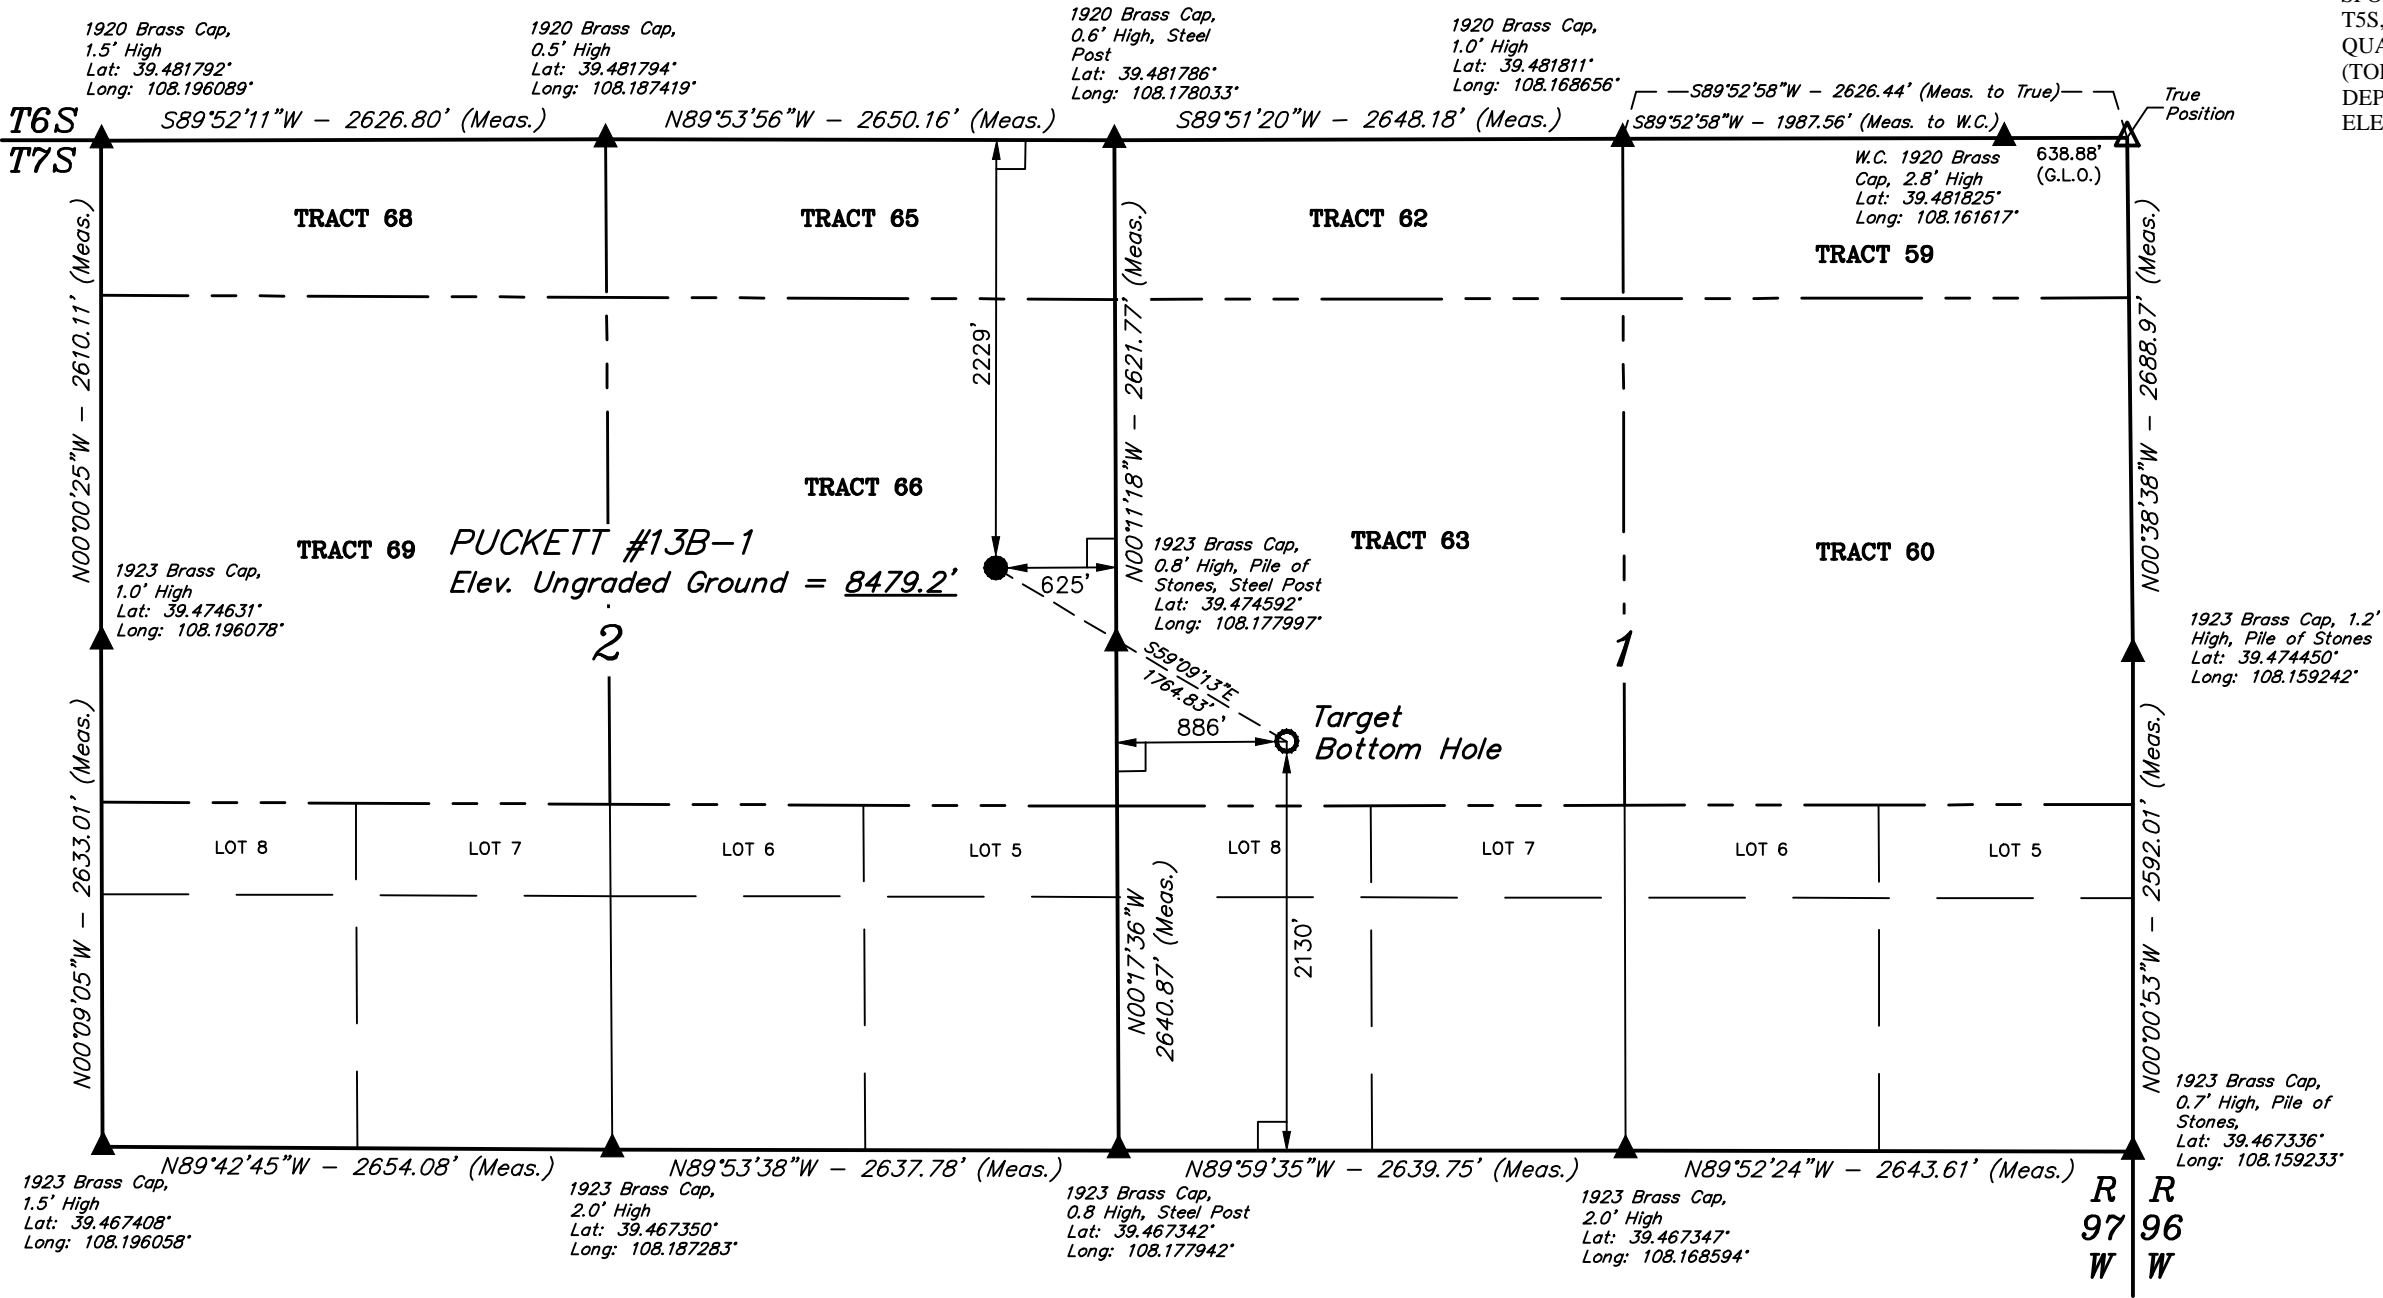 1920 Brass Cap,
1.5' High
Lat: 39.481792°
Long: 108.196089°
1920 Brass Cap,
0.5' High
Lat: 39.481794°
Long: 108.187419°
1920 Brass Cap,
0.6' High, Steel
Post
Lat: 39.481786°
Long: 108.178033°
1920 Brass Cap,
1.0' High
Lat: 39.481811°
Long: 108.168656°
T5S,
QUA
(TO
DEP
ELE
S89°52'58"W – 2626.44' (Meas. to True)
True
Position
T6S
T7S
S89°52'11"W – 2626.80' (Meas.)
N89°53'56"W – 2650.16' (Meas.)
S89°51'20"W – 2648.18' (Meas.)
S89°52'58"W – 1987.56' (Meas. to W.C.)
W.C. 1920 Brass
Cap, 2.8' High
Lat: 39.481825°
Long: 108.161617°
638.88'
(G.L.O.)
TRACT 68
TRACT 65
TRACT 62
TRACT 59
N00°00'25"W – 2610.11' (Meas.)
2229'
N00°11'18"W – 2621.77' (Meas.)
N00°38'38"W – 2688.97' (Meas.)
TRACT 66
TRACT 69
PUCKETT #13B–1
Elev. Ungraded Ground = 8479.2'
625'
TRACT 63
TRACT 60
1923 Brass Cap,
1.0' High
Lat: 39.474631°
Long: 108.196078°
1923 Brass Cap,
0.8' High, Pile of
Stones, Steel Post
Lat: 39.474592°
Long: 108.177997°
1923 Brass Cap, 1.2'
High, Pile of Stones
Lat: 39.474450°
Long: 108.159242°
2
1
S59°09'13"E
1764.83'
886'
Target
Bottom Hole
N00°09'05"W – 2633.01' (Meas.)
N00°17'36"W
2640.87' (Meas.)
2130'
N00°00'53"W – 2592.01' (Meas.)
LOT 8
LOT 7
LOT 6
LOT 5
LOT 8
LOT 7
LOT 6
LOT 5
N89°42'45"W – 2654.08' (Meas.)
N89°53'38"W – 2637.78' (Meas.)
N89°59'35"W – 2639.75' (Meas.)
N89°52'24"W – 2643.61' (Meas.)
1923 Brass Cap,
1.5' High
Lat: 39.467408°
Long: 108.196058°
1923 Brass Cap,
2.0' High
Lat: 39.467350°
Long: 108.187283°
1923 Brass Cap,
0.8 High, Steel Post
Lat: 39.467342°
Long: 108.177942°
1923 Brass Cap,
2.0' High
Lat: 39.467347°
Long: 108.168594°
1923 Brass Cap,
0.7' High, Pile of
Stones,
Lat: 39.467336°
Long: 108.159233°
R R
97 96
W W